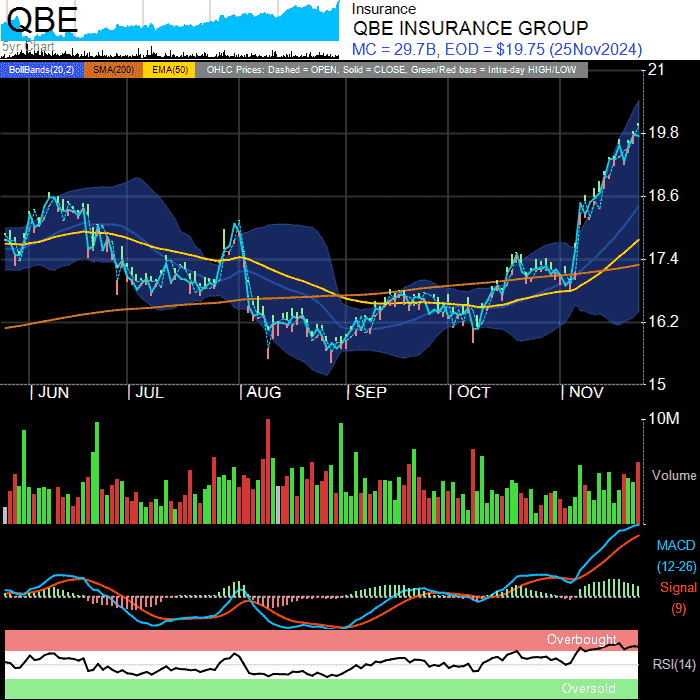 QBE
5yr Chart
Insurance
QBE INSURANCE GROUP
MC = 29.7B, EOD = $19.75 (25Nov2024)
BollBands(20,2) SMA(200) EMA(50) OHLC Prices: Dashed = OPEN, Solid = CLOSE, Green/Red bars = Intra-day HIGH/LOW
21
19.8
18.6
17.4
16.2
15
| JUN | JUL | AUG | SEP | OCT | NOV
10M
Volume
MACD
(12-26)
Signal
(9)
Overbought
RSI(14)
Oversold